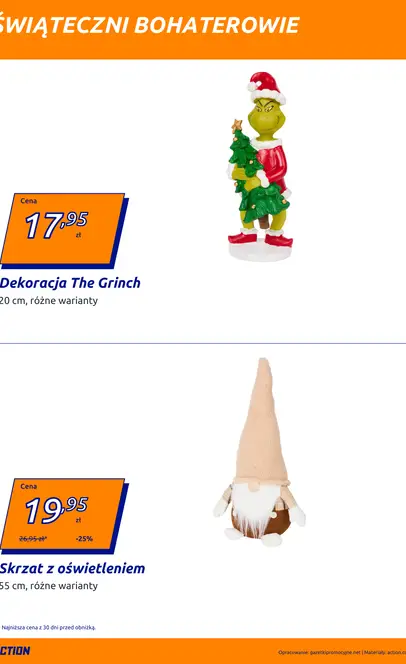 ŚWIĄTECZNI BOHATEROWIE
Cena
17,95
zł
Dekoracja The Grinch
20 cm, różne warianty
Cena
19,95
zł
26,95 zł* -25%
Skrzat z oświetleniem
55 cm, różne warianty
Najniższa cena z 30 dni przed obniżką.
CTION
Opracowanie: gazetkipromocyjne.net | Materiały: action.c